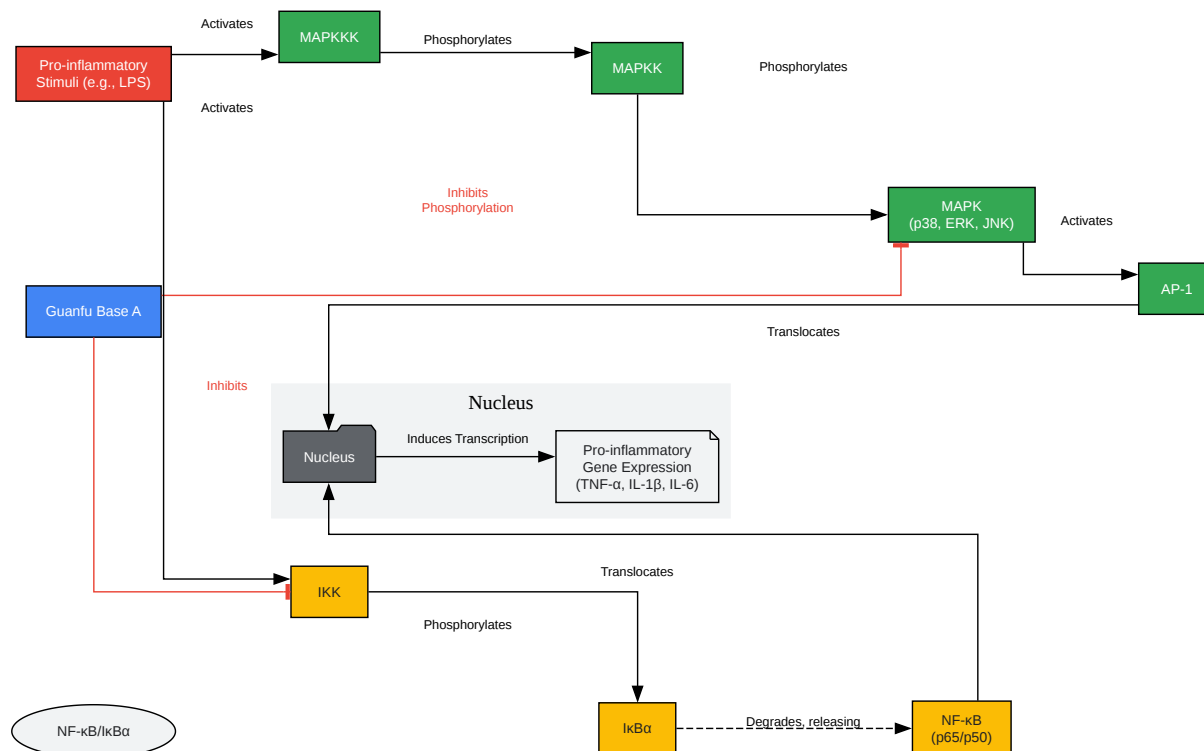 Activates
MAPKKK
Phosphorylates
Pro-inflammatory
Stimuli (e.g., LPS)
MAPKK
Phosphorylates
Activates
Inhibits
Phosphorylation
MAPK
(p38, ERK, JNK)
Activates
Guanfu Base A
AP-1
Translocates
Inhibits
Nucleus
Nucleus
Induces Transcription
Pro-inflammatory
Gene Expression
(TNF-α, IL-1β, IL-6)
IKK
Translocates
Phosphorylates
NF-κB/IκBα
IκBα
Degrades, releasing
NF-κB
(p65/p50)